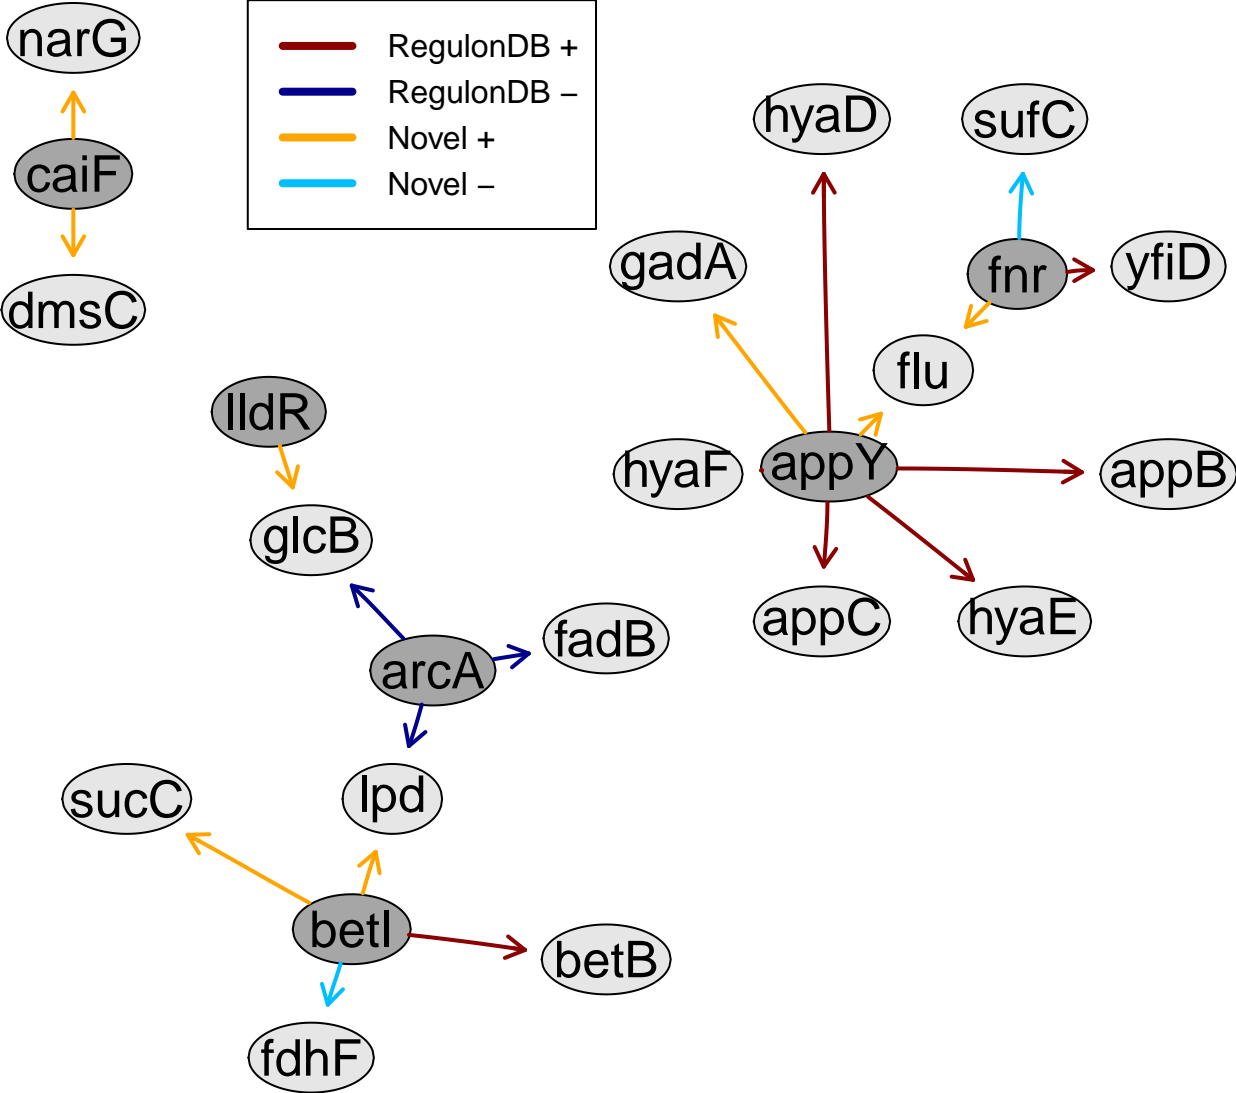 narG
caiF
dmsC
RegulonDB +
RegulonDB −
Novel +
Novel −
hyaD
sufC
gadA
fnr
yfiD
flu
lldR
hyaF
appY
appB
glcB
appC
hyaE
fadB
arcA
sucC
lpd
betI
betB
fdhF